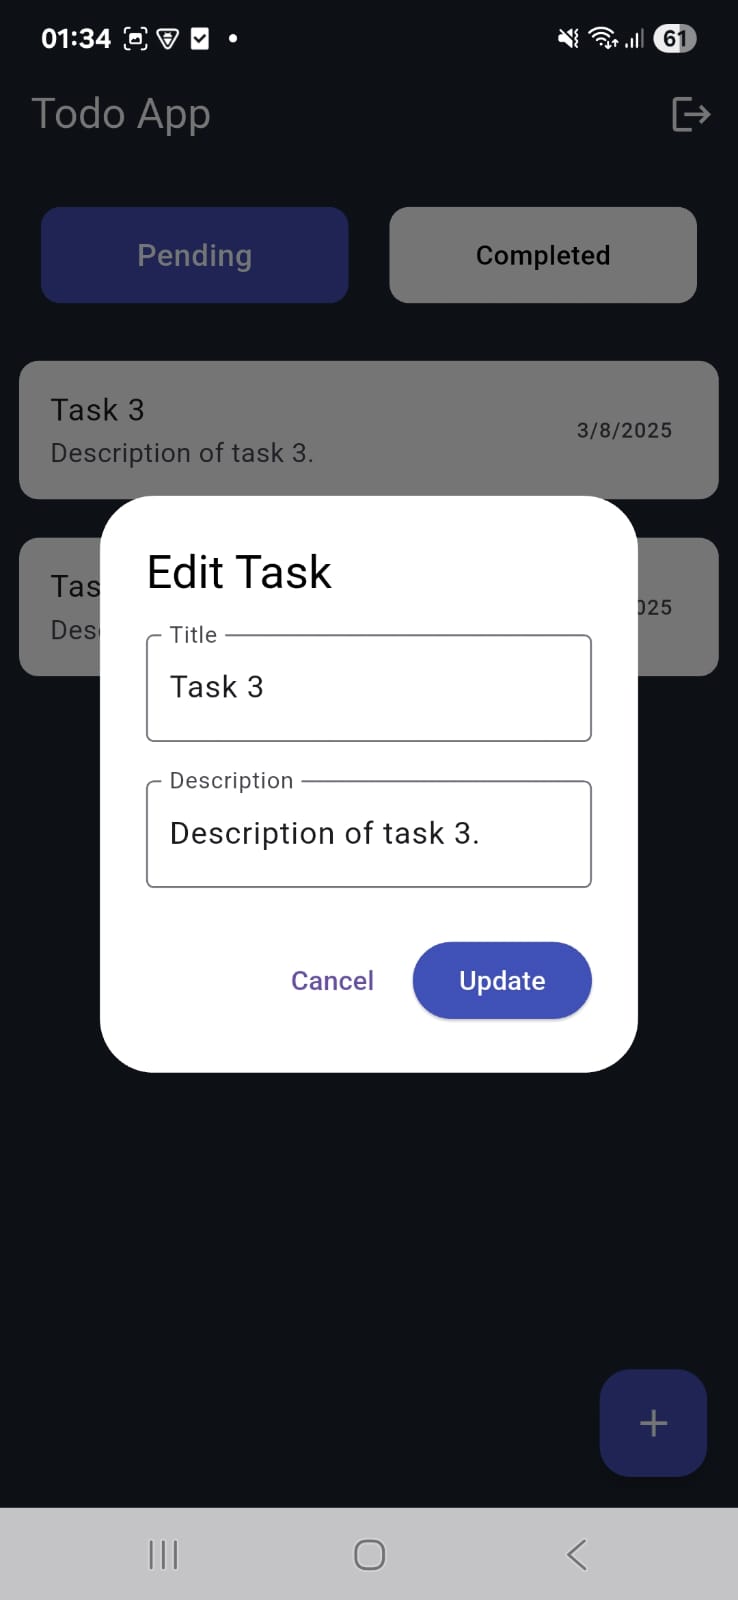 01:34
61
Todo App
Pending
Completed
Task 3
Description of task 3.
3/8/2025
Tas
Des
025
Edit Task
Title
Task 3
Description
Description of task 3.
Cancel
Update